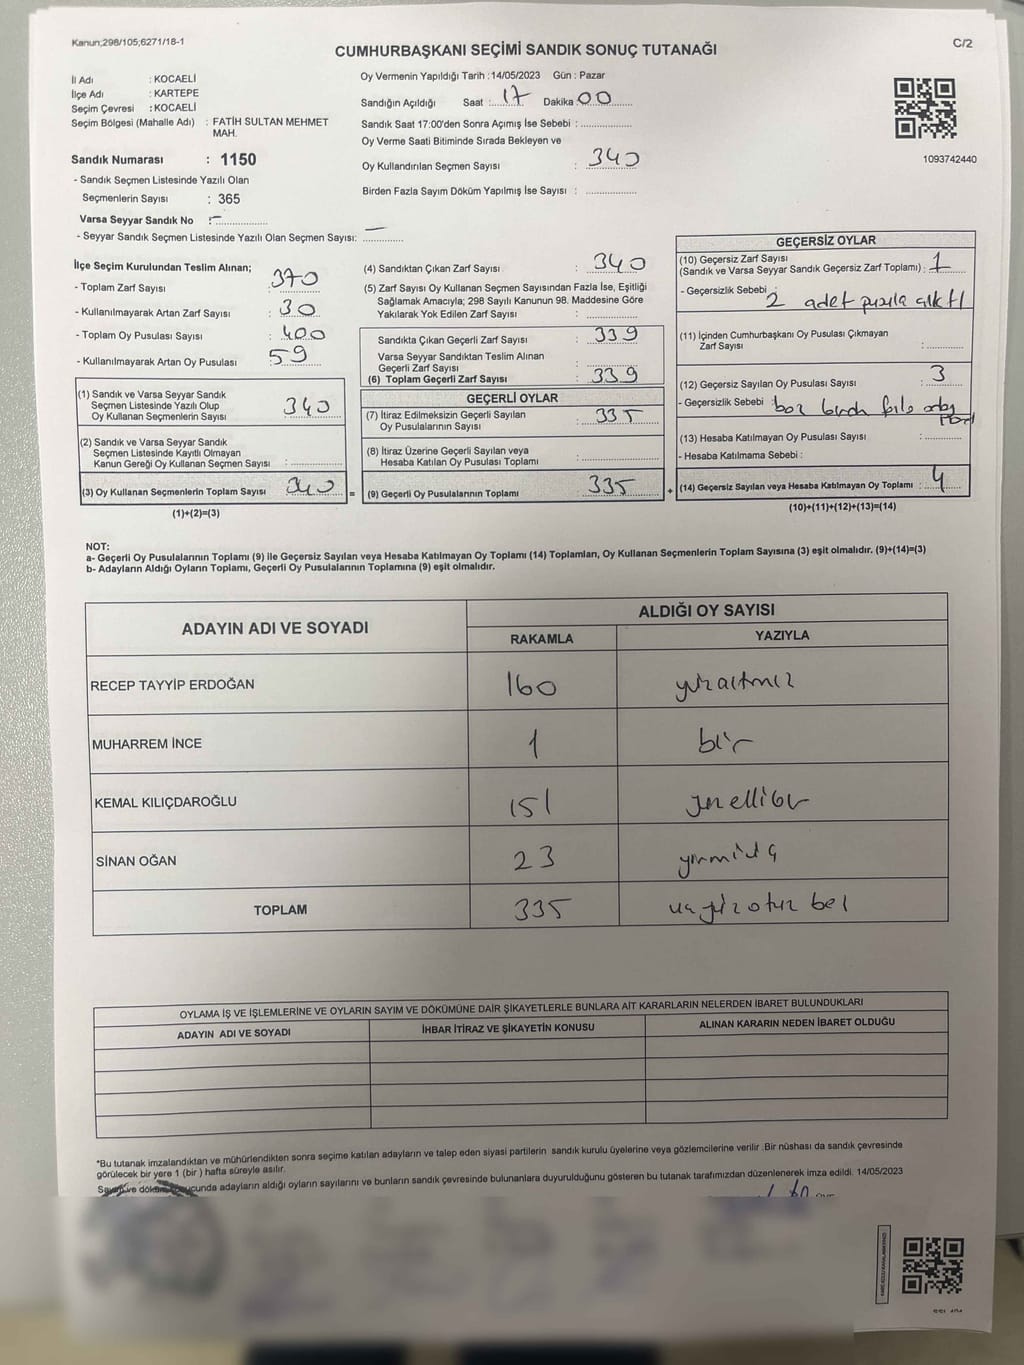 Kanun;298/105;6271/18-1
C/2
CUMHURBAŞKANI SEÇİMİ SANDIK SONUÇ TUTANAĞI
İl Adı : KOCAELİ
İlçe Adı : KARTEPE
Seçim Çevresi : KOCAELİ
Seçim Bölgesi (Mahalle Adı) : FATİH SULTAN MEHMET
MAH.
Sandık Numarası : 1150
- Sandık Seçmen Listesinde Yazılı Olan
Seçmenlerin Sayısı : 365
Varsa Seyyar Sandık No : -
- Seyyar Sandık Seçmen Listesinde Yazılı Olan Seçmen Sayısı: -
Oy Vermenin Yapıldığı Tarih :14/05/2023 Gün : Pazar
Sandığın Açıldığı Saat : 17 Dakika 00
Sandık Saat 17:00'den Sonra Açımış İse Sebebi :
Oy Verme Saati Bitiminde Sırada Bekleyen ve
Oy Kullandırılan Seçmen Sayısı : 340
Birden Fazla Sayım Döküm Yapılmış İse Sayısı :
1093742440
İlçe Seçim Kurulundan Teslim Alınan;
- Toplam Zarf Sayısı : 370
- Kullanılmayarak Artan Zarf Sayısı : 30
- Toplam Oy Pusulası Sayısı : 400
- Kullanılmayarak Artan Oy Pusulası : 59
(1) Sandık ve Varsa Seyyar Sandık
Seçmen Listesinde Yazılı Olup
Oy Kullanan Seçmenlerin Sayısı : 340
(2) Sandık ve Varsa Seyyar Sandık
Seçmen Listesinde Kayıtlı Olmayan
Kanun Gereği Oy Kullanan Seçmen Sayısı :
(3) Oy Kullanan Seçmenlerin Toplam Sayısı : 340 =
(1)+(2)=(3)
(4) Sandıktan Çıkan Zarf Sayısı : 340
(5) Zarf Sayısı Oy Kullanan Seçmen Sayısından Fazla İse, Eşitliği
Sağlamak Amacıyla; 298 Sayılı Kanunun 98. Maddesine Göre
Yakılarak Yok Edilen Zarf Sayısı :
Sandıkta Çıkan Geçerli Zarf Sayısı : 339
Varsa Seyyar Sandıktan Teslim Alınan
Geçerli Zarf Sayısı :
(6) Toplam Geçerli Zarf Sayısı : 339
GEÇERLİ OYLAR
(7) İtiraz Edilmeksizin Geçerli Sayılan
Oy Pusulalarının Sayısı : 335
(8) İtiraz Üzerine Geçerli Sayılan veya
Hesaba Katılan Oy Pusulası Toplamı :
(9) Geçerli Oy Pusulalarının Toplamı : 335 +
GEÇERSİZ OYLAR
(10) Geçersiz Zarf Sayısı
(Sandık ve Varsa Seyyar Sandık Geçersiz Zarf Toplamı) : 1
- Geçersizlik Sebebi : 2 adet pusula çıktı
(11) İçinden Cumhurbaşkanı Oy Pusulası Çıkmayan
Zarf Sayısı :
(12) Geçersiz Sayılan Oy Pusulası Sayısı : 3
- Geçersizlik Sebebi
(13) Hesaba Katılmayan Oy Pusulası Sayısı :
- Hesaba Katılmama Sebebi :
(14) Geçersiz Sayılan veya Hesaba Katılmayan Oy Toplamı : 4
(10)+(11)+(12)+(13)=(14)
NOT:
a- Geçerli Oy Pusulalarının Toplamı (9) ile Geçersiz Sayılan veya Hesaba Katılmayan Oy Toplamı (14) Toplamları, Oy Kullanan Seçmenlerin Toplam Sayısına (3) eşit olmalıdır. (9)+(14)=(3)
b- Adayların Aldığı Oyların Toplamı, Geçerli Oy Pusulalarının Toplamına (9) eşit olmalıdır.
ADAYIN ADI VE SOYADI
ALDIĞI OY SAYISI
RAKAMLA YAZIYLA
RECEP TAYYİP ERDOĞAN 160 yüzaltmız
MUHARREM İNCE 1 bir
KEMAL KILIÇDAROĞLU 151 yüzellibir
SİNAN OĞAN 23 yirmiüç
TOPLAM 335 üçyüzotuz beş
OYLAMA İŞ VE İŞLEMLERİNE VE OYLARIN SAYIM VE DÖKÜMÜNE DAİR ŞİKAYETLERLE BUNLARA AİT KARARLARIN NELERDEN İBARET BULUNDUKLARI
ADAYIN ADI VE SOYADI İHBAR İTİRAZ VE ŞİKAYETİN KONUSU ALINAN KARARIN NEDEN İBARET OLDUĞU
*Bu tutanak imzalandıktan ve mühürlendikten sonra seçime katılan adayların ve talep eden siyasi partilerin sandık kurulu üyelerine veya gözlemcilerine verilir .Bir nüshası da sandık çevresinde
görülecek bir yere 1 (bir ) hafta süreyle asılır.
Sayım ve döküm sonucunda adayların aldığı oyların sayılarını ve bunların sandık çevresinde bulunanlara duyurulduğunu gösteren bu tutanak tarafımızdan düzenlenerek imza edildi. 14/05/2023